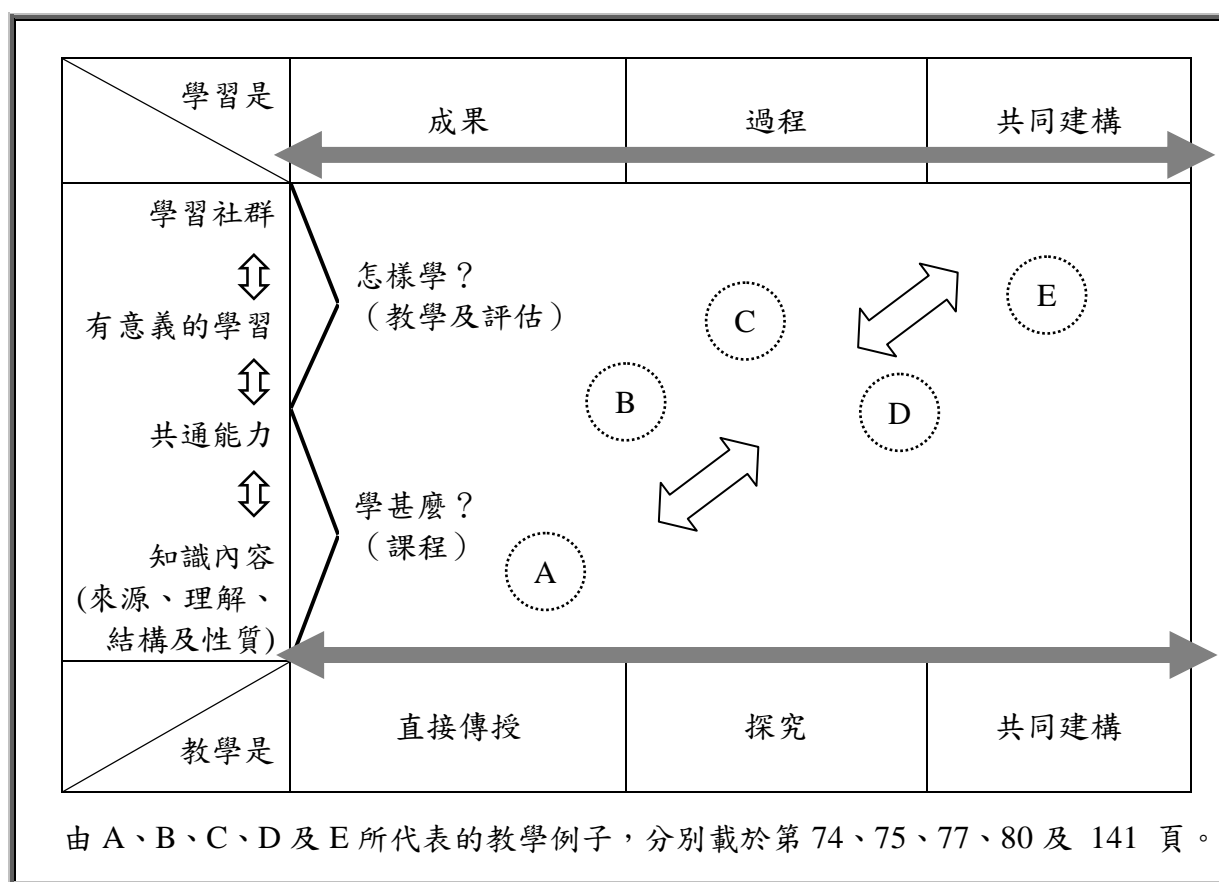 學習是
成果
過程
共同建構
學習社群
有意義的學習
共通能力
知識內容
(來源、理解、
結構及性質)
怎樣學？
（教學及評估）
學甚麼？
（課程）
E
C
B
D
A
教學是
直接傳授
探究
共同建構
由 A、B、C、D 及 E 所代表的教學例子，分別載於第 74、75、77、80 及 141 頁。